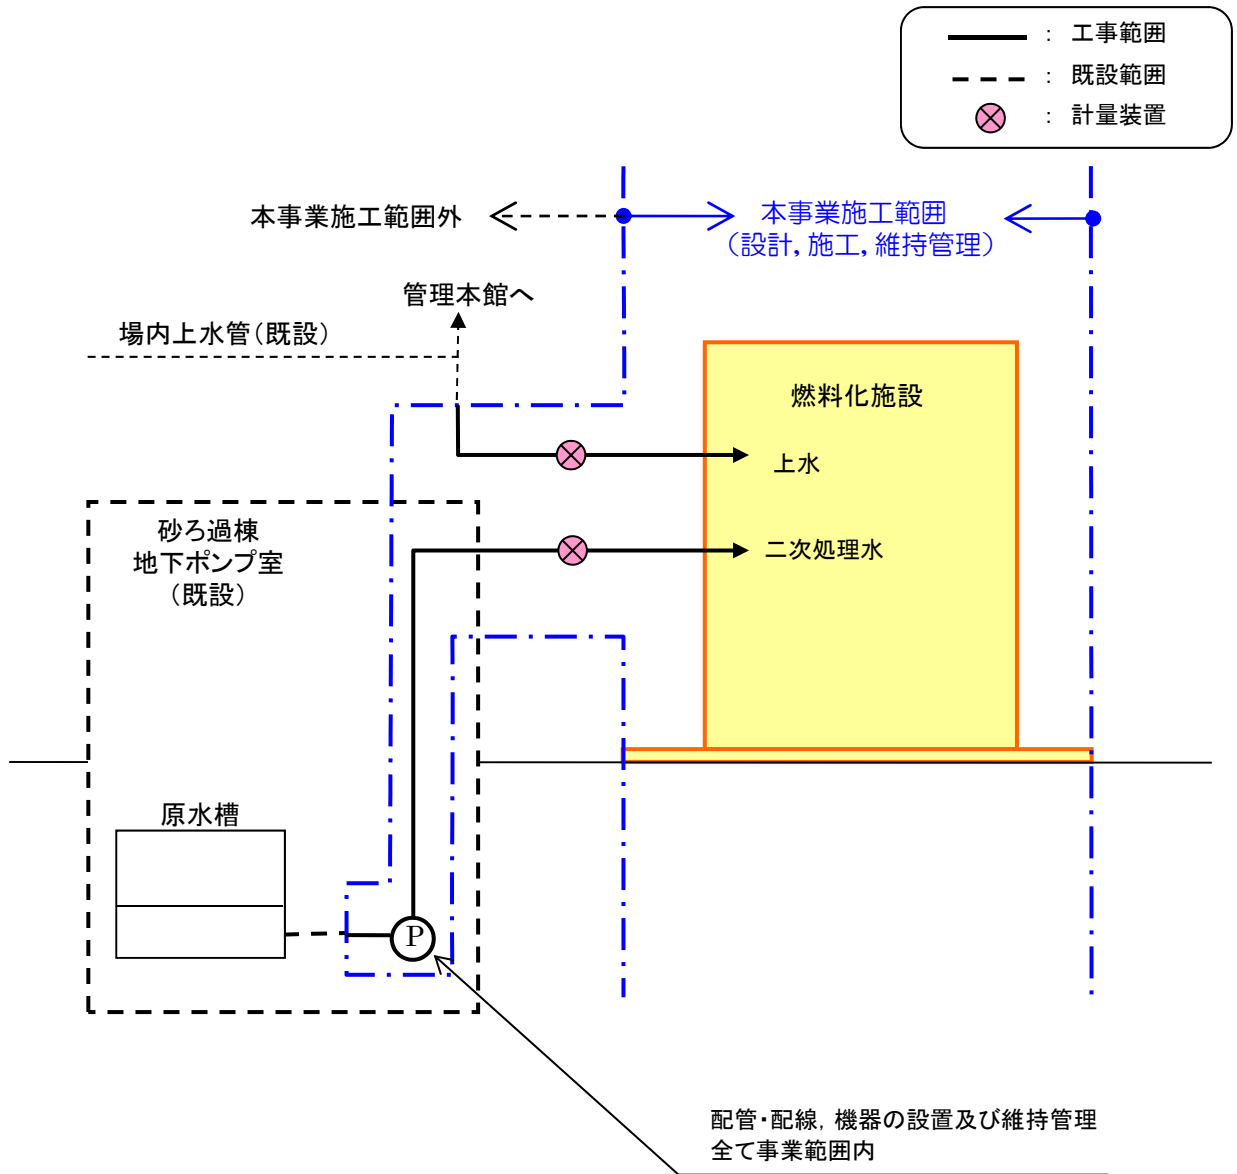 ： 工事範囲
： 既設範囲
： 計量装置
本事業施工範囲外
本事業施工範囲
（設計，施工，維持管理）
管理本館へ
場内上水管（既設）
燃料化施設
上水
砂ろ過棟
地下ポンプ室
（既設）
二次処理水
原水槽
P
配管・配線，機器の設置及び維持管理
全て事業範囲内